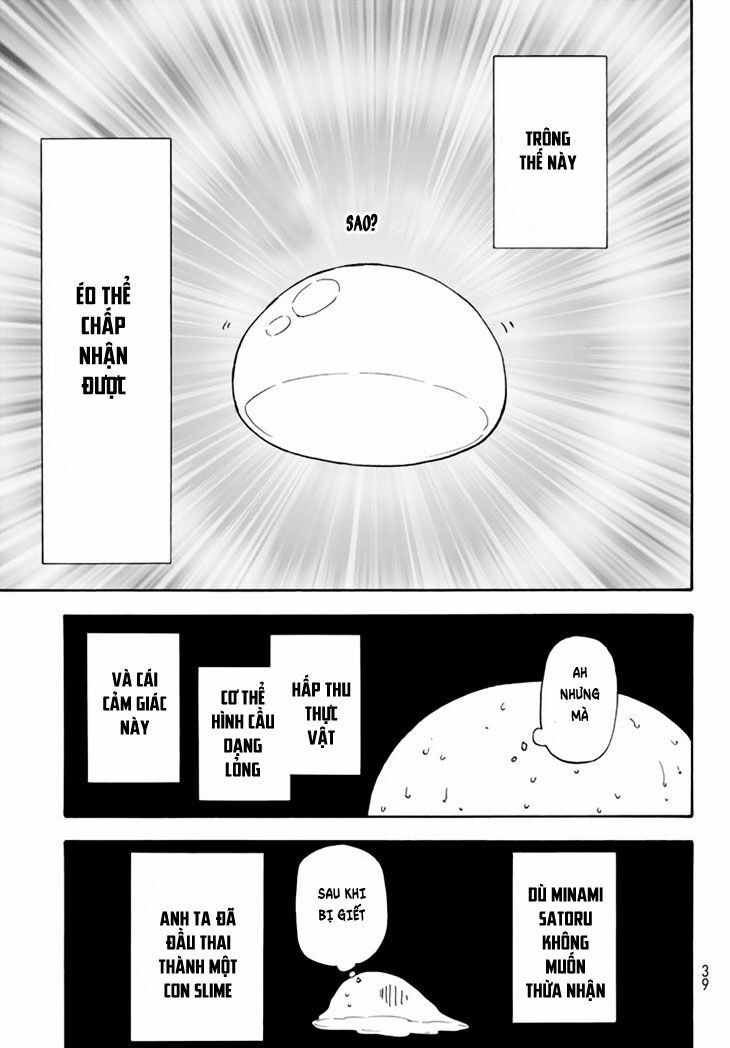 TRÔNG
THẾ NÀY
SAO?
ÉO THỂ
CHẤP
NHẬN
ĐƯỢC
AH
NHƯNG
MÀ
HẤP THU
THỰC
VẬT
CƠ THỂ
HÌNH CẦU
DẠNG
LỎNG
VÀ CÁI
CẢM GIÁC
NÀY
DÙ MINAMI
SATORU
KHÔNG
MUỐN
THỪA NHẬN
SAU KHI
BỊ GIẾT
ANH TA ĐÃ
ĐẦU THAI
THÀNH MỘT
CON SLIME
39